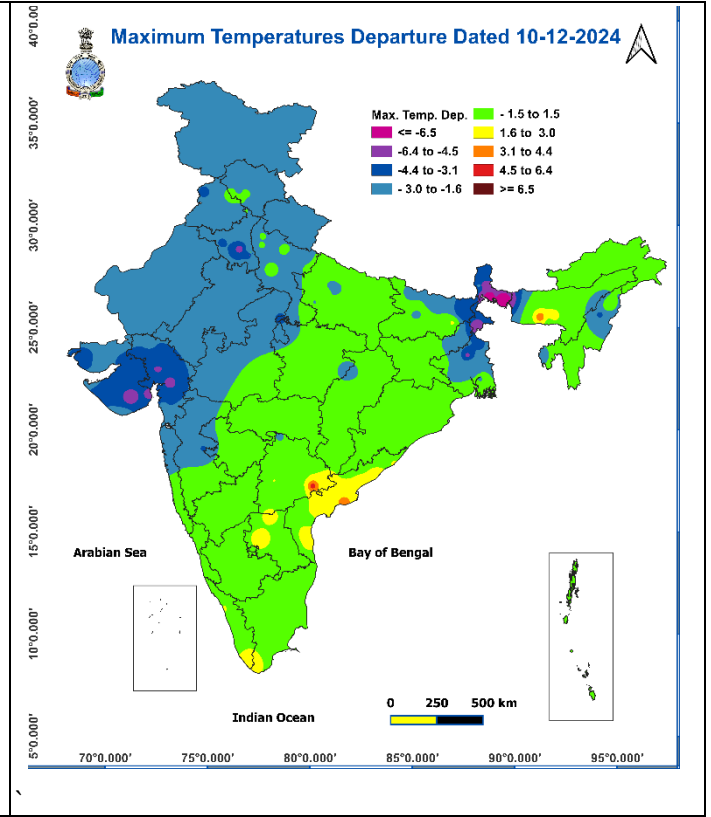 Maximum Temperatures Departure Dated 10-12-2024
Max. Temp. Dep.
<= -6.5
-6.4 to -4.5
-4.4 to -3.1
- 3.0 to -1.6
- 1.5 to 1.5
1.6 to 3.0
3.1 to 4.4
4.5 to 6.4
>= 6.5
40°0.000'
35°0.000'
30°0.000'
25°0.000'
20°0.000'
15°0.000'
10°0.000'
5°0.000'
Arabian Sea
Bay of Bengal
Indian Ocean
0 250 500 km
70°0.000' 75°0.000' 80°0.000' 85°0.000' 90°0.000' 95°0.000'
`